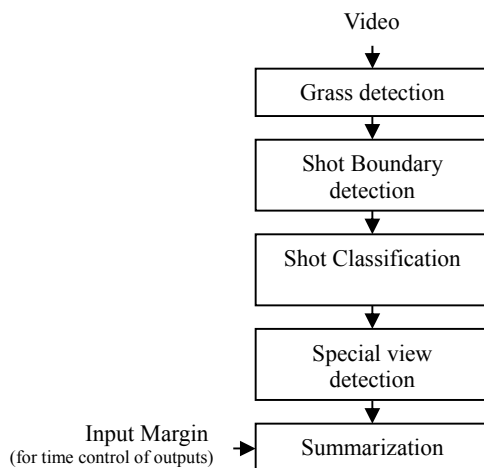 Video
Grass detection
Shot Boundary
detection
Shot Classification
Special view
detection
Input Margin
(for time control of outputs)
Summarization